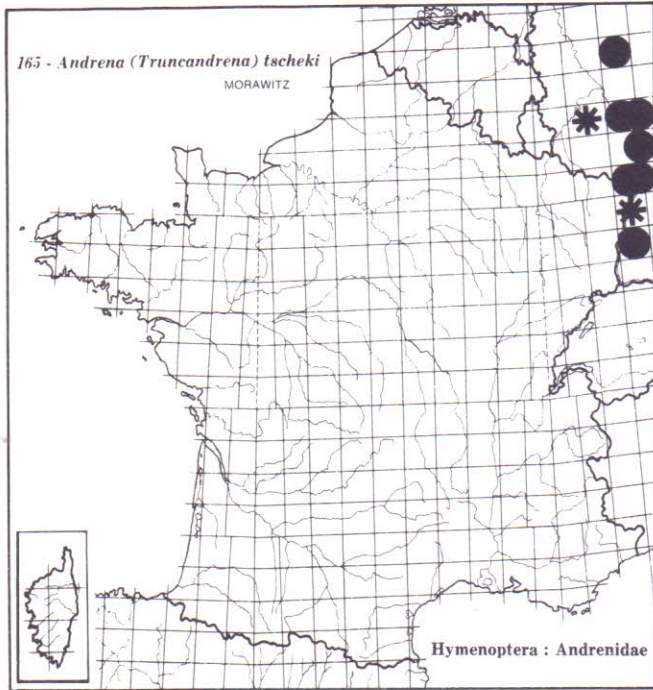 165 - Andrena (Truncandrena) tscheki
MORAWITZ
Hymenoptera : Andrenidae